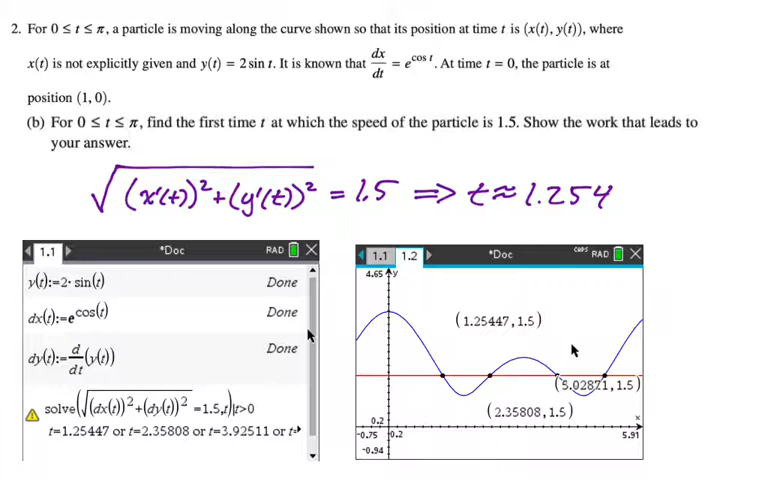 2. For 0 ≤ t ≤ π, a particle is moving along the curve shown so that its position at time t is (x(t), y(t)), where
x(t) is not explicitly given and y(t) = 2 sin t. It is known that dx/dt = e^(cos t). At time t = 0, the particle is at
position (1, 0).
(b) For 0 ≤ t ≤ π, find the first time t at which the speed of the particle is 1.5. Show the work that leads to
your answer.
√((x'(t))² + (y'(t))²) = 1.5 ⇒ t ≈ 1.254
1.1 *Doc RAD
y(t):=2·sin(t) Done
dx(t):=e^cos(t) Done
dy(t):=d/dt(y(t)) Done
solve(√((dx(t))²+(dy(t))²)=1.5,t)|t>0
t=1.25447 or t=2.35808 or t=3.92511 or t=
1.1 1.2 *Doc CAPS RAD
4.65 y
(1.25447,1.5)
(5.02871,1.5)
(2.35808,1.5)
0.2 x
-0.75 0.2 5.91
-0.94